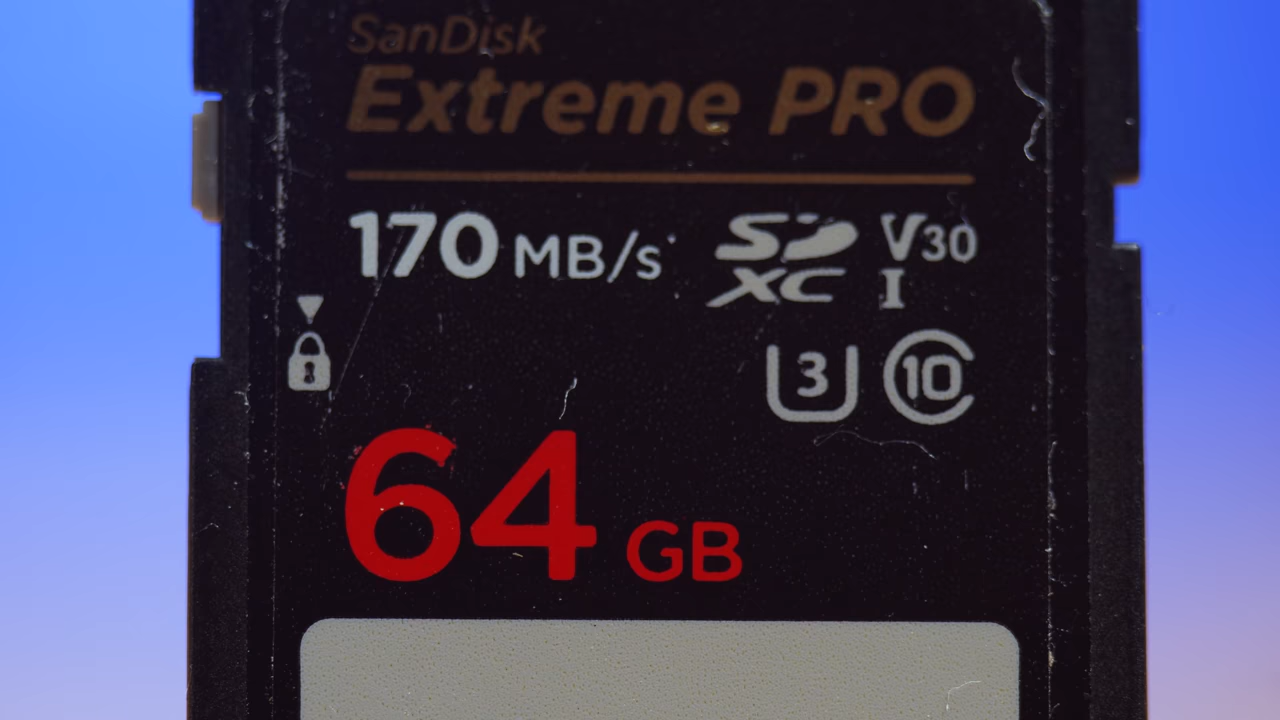 SanDisk
Extreme PRO
170 MB/s
SD XC V30 I
3 10
64 GB